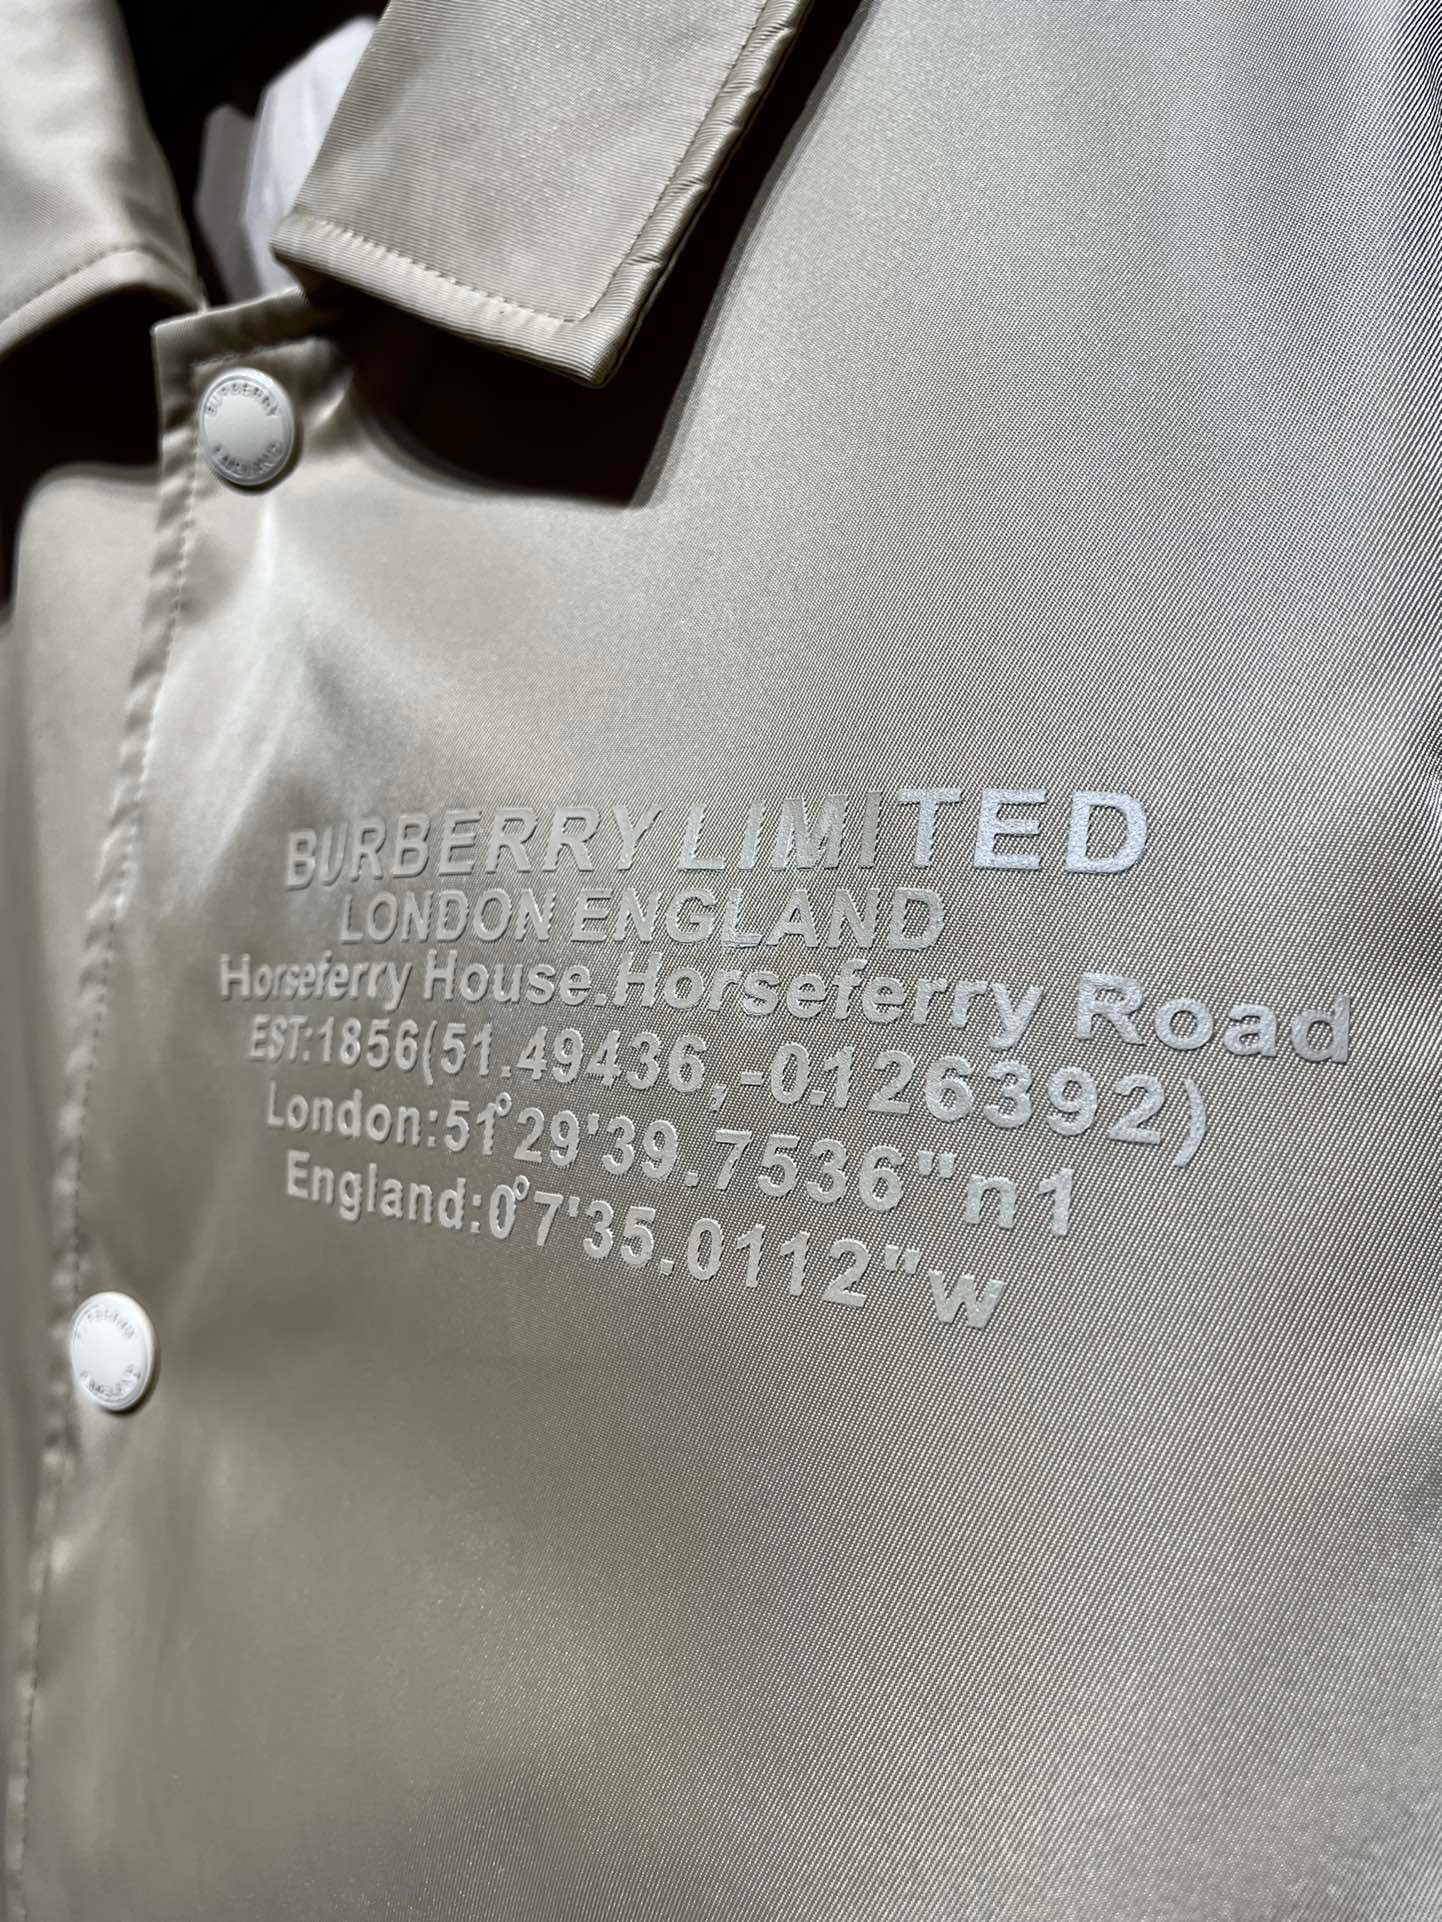 BURBERRY
BURBERRY LIMITED
LONDON ENGLAND
Horseferry House.Horseferry Road
EST:1856(51.49436,-0.126392)
London:51°29'39.7536"n1
England:0°7'35.0112"w